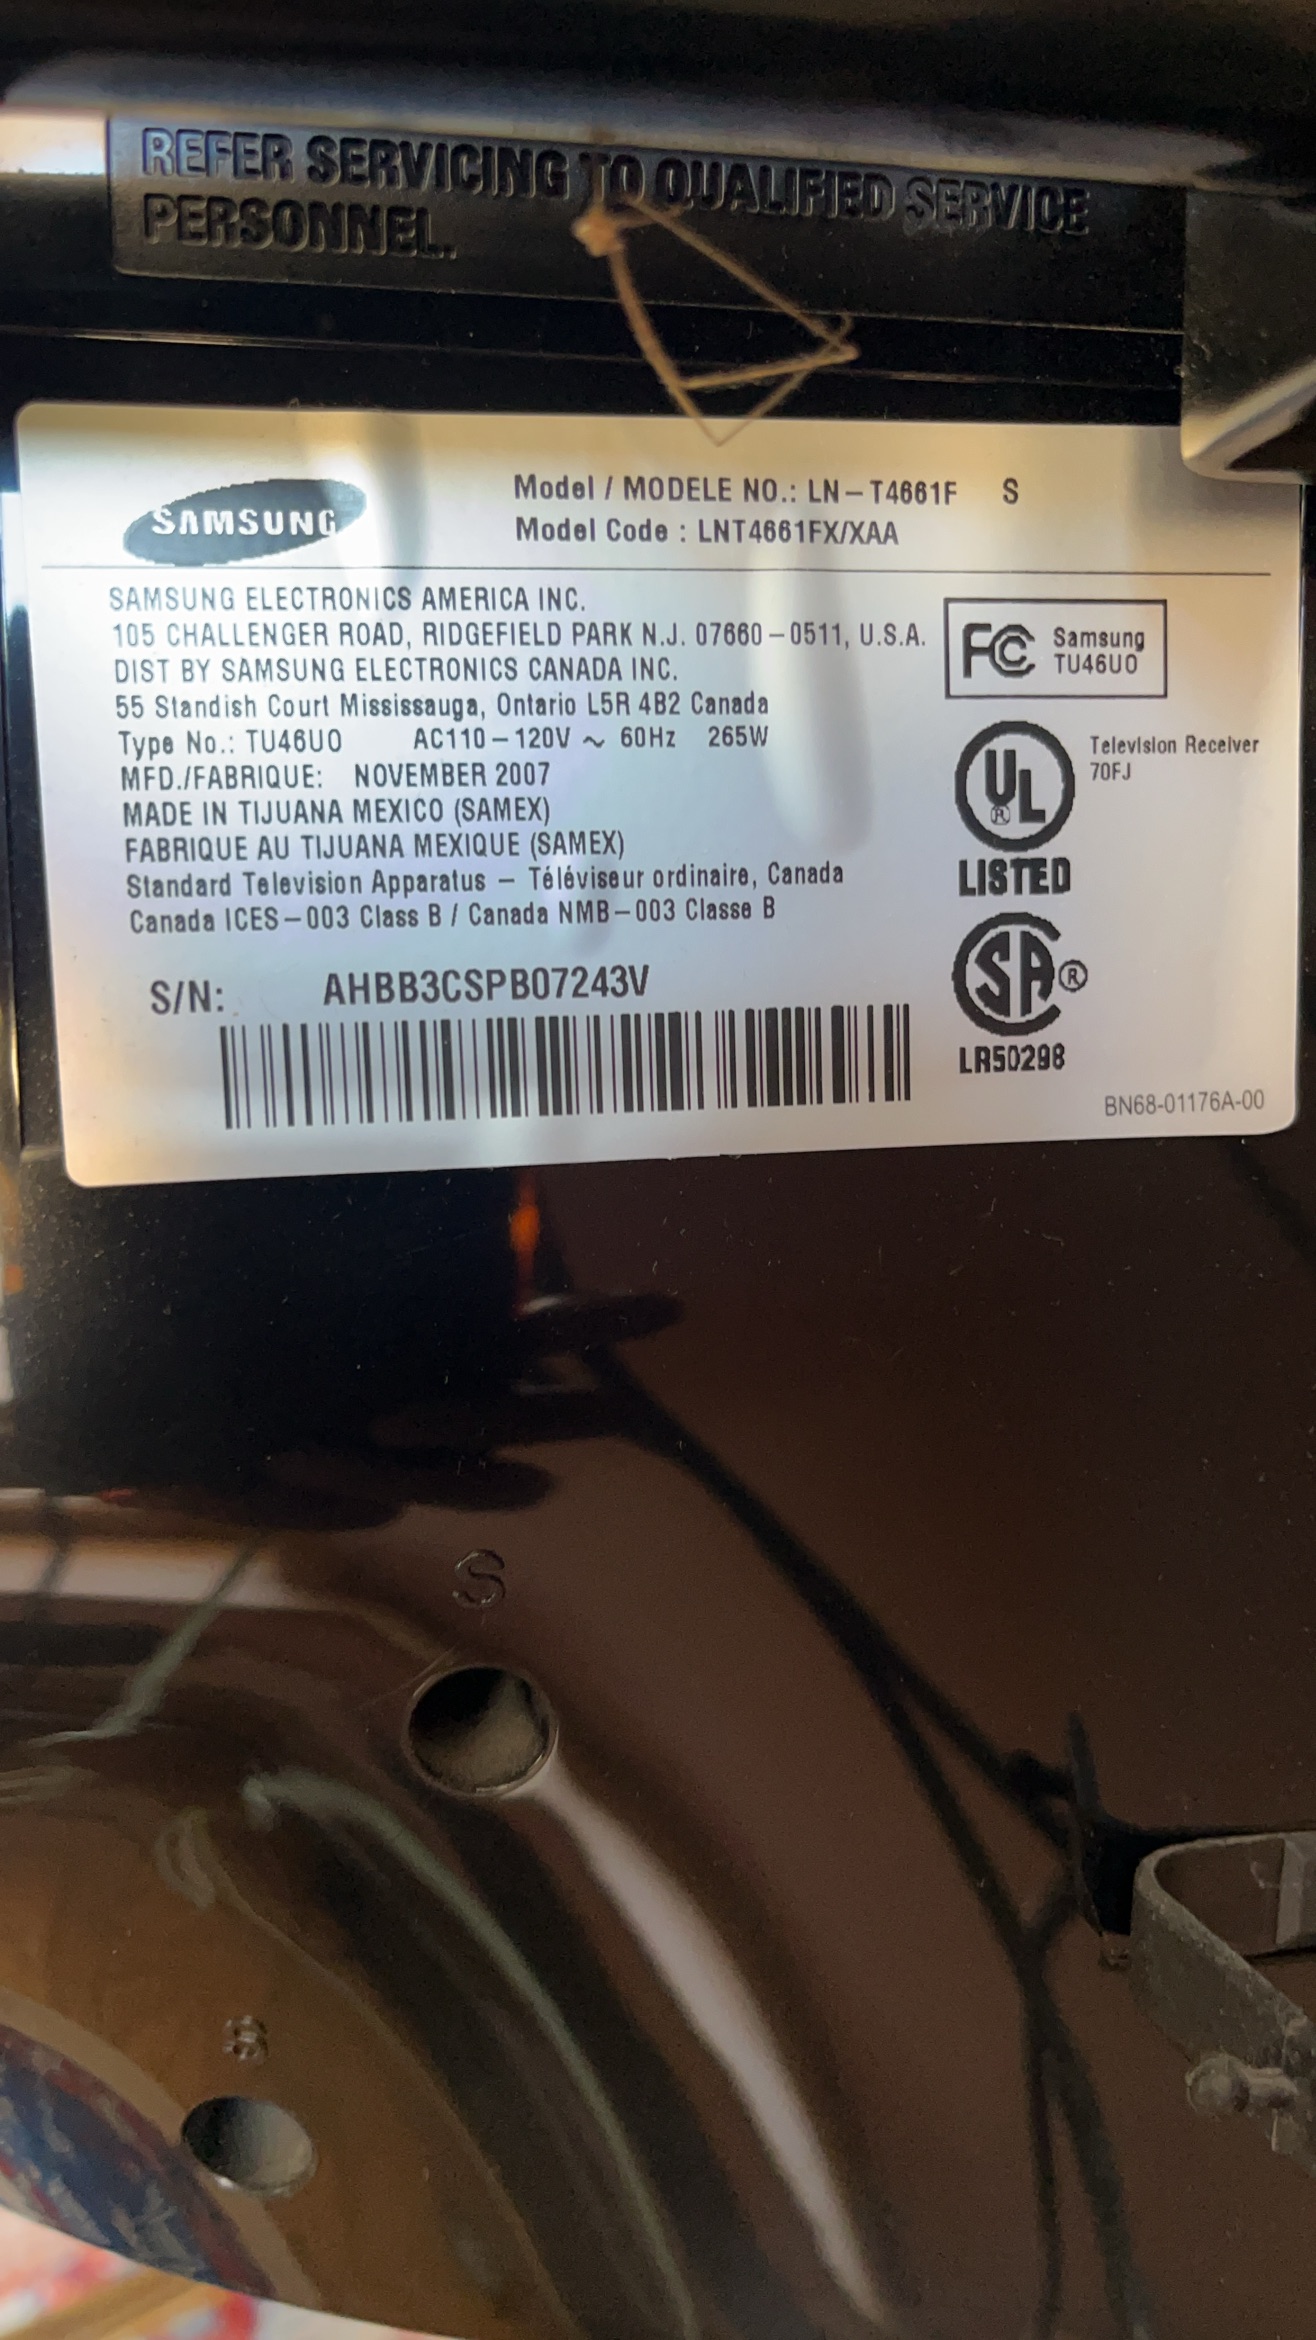 REFER SERVICING TO QUALIFIED SERVICE
PERSONNEL.
SAMSUNG
Model / MODELE NO.: LN-T4661F S
Model Code : LNT4661FX/XAA
SAMSUNG ELECTRONICS AMERICA INC.
105 CHALLENGER ROAD, RIDGEFIELD PARK N.J. 07660-0511, U.S.A.
DIST BY SAMSUNG ELECTRONICS CANADA INC.
55 Standish Court Mississauga, Ontario L5R 4B2 Canada
Type No.: TU46U0 AC110-120V ~ 60Hz 265W
MFD./FABRIQUE: NOVEMBER 2007
MADE IN TIJUANA MEXICO (SAMEX)
FABRIQUE AU TIJUANA MEXIQUE (SAMEX)
Standard Television Apparatus – Téléviseur ordinaire, Canada
Canada ICES-003 Class B / Canada NMB-003 Classe B
S/N: AHBB3CSPB07243V
FC Samsung
TU46U0
UL ® Television Receiver
70FJ
LISTED
SA ®
LR50298
BN68-01176A-00
S
S